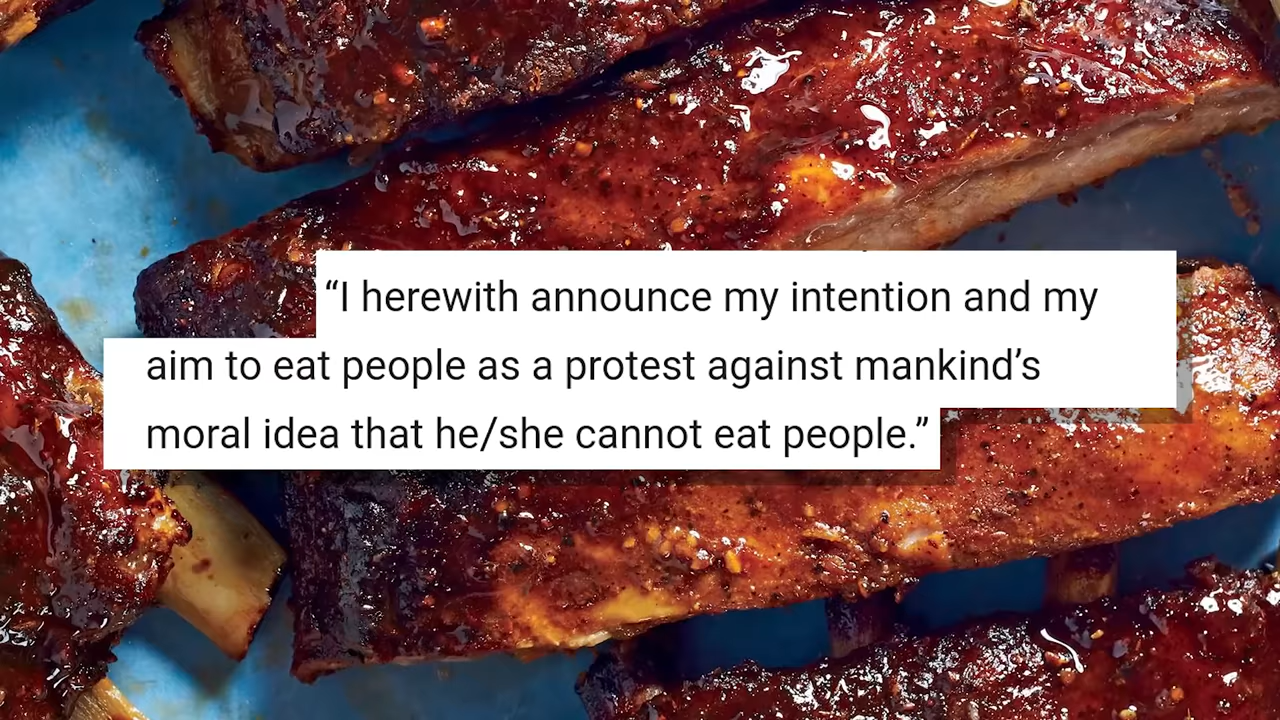 “I herewith announce my intention and my
aim to eat people as a protest against mankind’s
moral idea that he/she cannot eat people.”